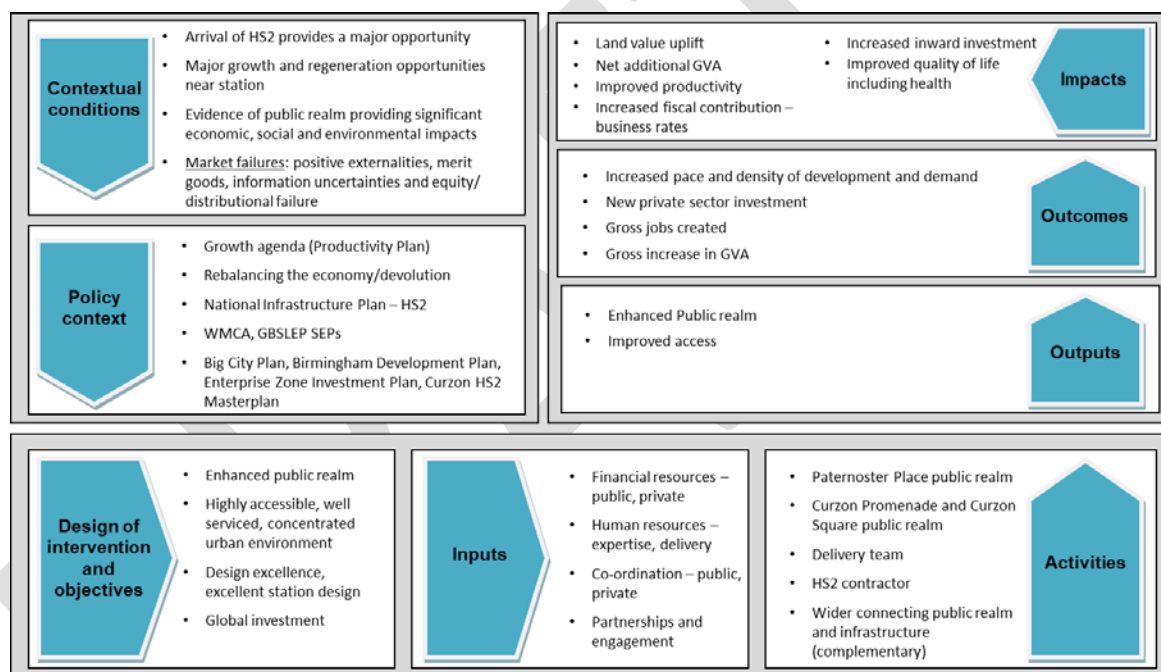 Contextual
conditions
• Arrival of HS2 provides a major opportunity
• Major growth and regeneration opportunities
near station
• Evidence of public realm providing significant
economic, social and environmental impacts
• Market failures: positive externalities, merit
goods, information uncertainties and equity/
distributional failure
Policy
context
• Growth agenda (Productivity Plan)
• Rebalancing the economy/devolution
• National Infrastructure Plan – HS2
• WMCA, GBSLEP SEPs
• Big City Plan, Birmingham Development Plan,
Enterprise Zone Investment Plan, Curzon HS2
Masterplan
• Land value uplift
• Net additional GVA
• Improved productivity
• Increased fiscal contribution –
business rates
• Increased inward investment
• Improved quality of life
including health
Impacts
• Increased pace and density of development and demand
• New private sector investment
• Gross jobs created
• Gross increase in GVA
Outcomes
• Enhanced Public realm
• Improved access
Outputs
Design of
intervention
and
objectives
• Enhanced public realm
• Highly accessible, well
serviced, concentrated
urban environment
• Design excellence,
excellent station design
• Global investment
Inputs
• Financial resources –
public, private
• Human resources –
expertise, delivery
• Co-ordination – public,
private
• Partnerships and
engagement
• Paternoster Place public realm
• Curzon Promenade and Curzon
Square public realm
• Delivery team
• HS2 contractor
• Wider connecting public realm
and infrastructure
(complementary)
Activities